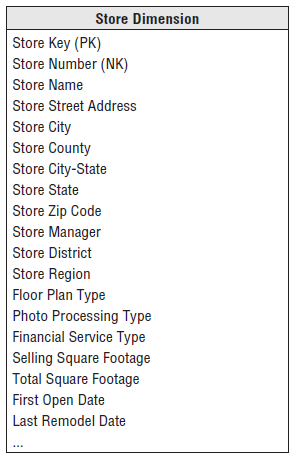 Store Dimension
Store Key (PK)
Store Number (NK)
Store Name
Store Street Address
Store City
Store County
Store City-State
Store State
Store Zip Code
Store Manager
Store District
Store Region
Floor Plan Type
Photo Processing Type
Financial Service Type
Selling Square Footage
Total Square Footage
First Open Date
Last Remodel Date
...